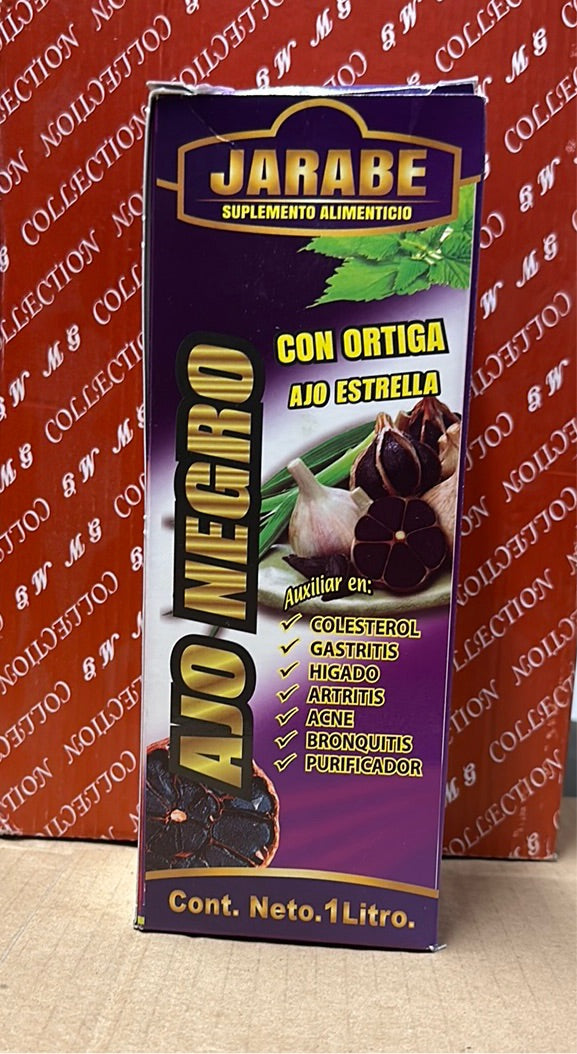 JARABE
SUPLEMENTO ALIMENTICIO
CON ORTIGA
AJO ESTRELLA
AJO NEGRO
Auxiliar en:
COLESTEROL
GASTRITIS
HIGADO
ARTRITIS
ACNE
BRONQUITIS
PURIFICADOR
Cont. Neto.1Litro.
COLLECTION